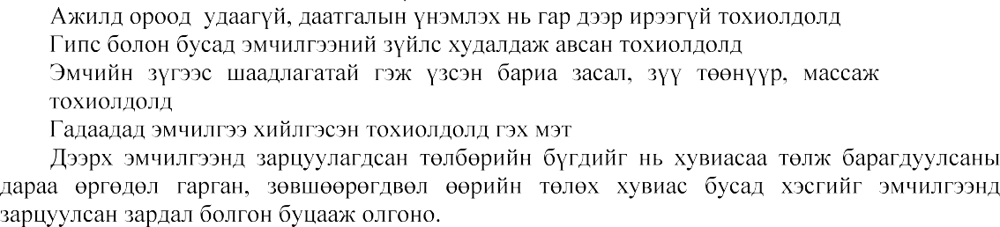 Ажилд ороод удаагүй, даатгалын үнэмлэх нь гар дээр ирээгүй тохиолдолд
Гипс болон бусад эмчилгээний зүйлс худалдаж авсан тохиолдолд
Эмчийн зүгээс шаадлагатай гэж үзсэн бариа засал, зүү төөнүүр, массаж
тохиолдолд
Гадаадад эмчилгээ хийлгэсэн тохиолдолд гэх мэт
Дээрх эмчилгээнд зарцуулагдсан төлбөрийн бүгдийг нь хувиасаа төлж барагдуулсаны
дараа өргөдөл гарган, зөвшөөрөгдвөл өөрийн төлөх хувиас бусад хэсгийг эмчилгээнд
зарцуулсан зардал болгон буцааж олгоно.